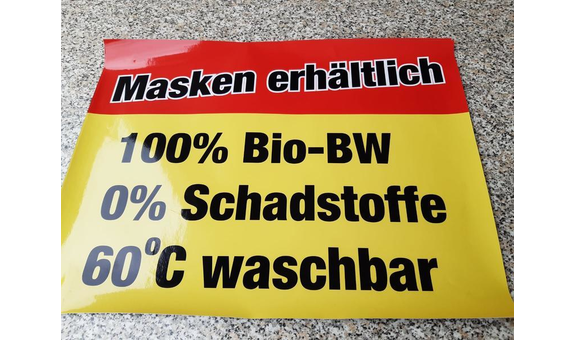 Masken erhältlich
100% Bio-BW
0% Schadstoffe
60°C waschbar